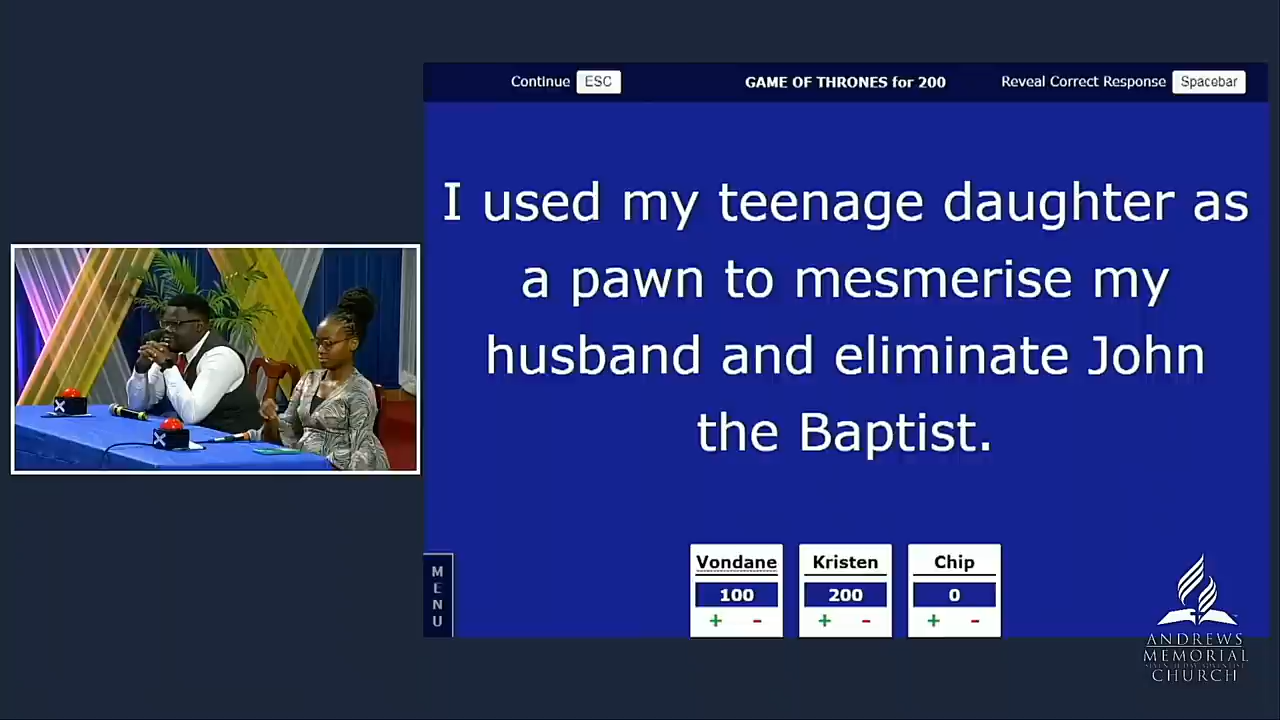 Continue ESC
GAME OF THRONES for 200
Reveal Correct Response Spacebar
I used my teenage daughter as
a pawn to mesmerise my
husband and eliminate John
the Baptist.
MENU
Vondane
100
+ -
Kristen
200
+ -
Chip
0
+ -
ANDREWS
MEMORIAL
CHURCH